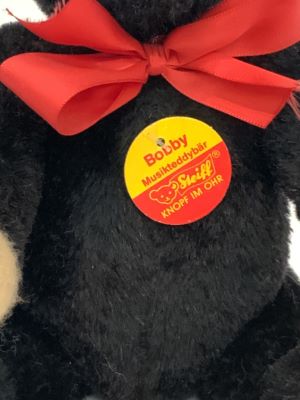 Bobby
Musikteddybär
Steiff®
KNOPF IM OHR